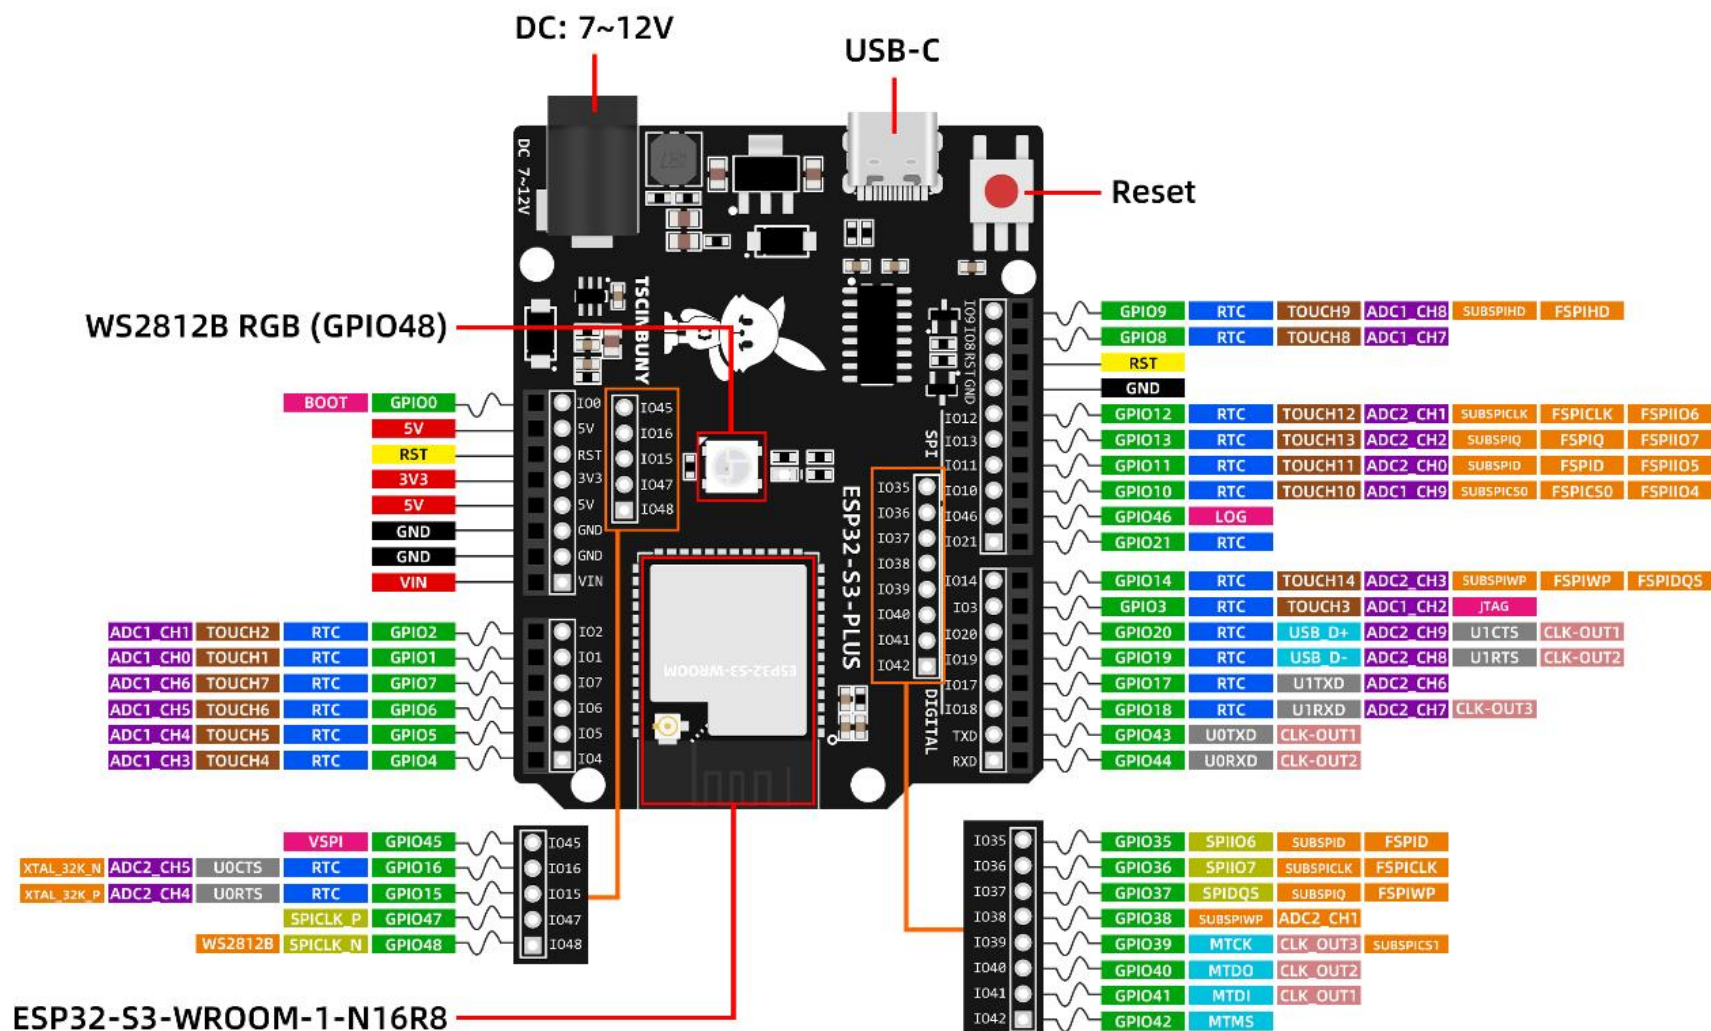 DC: 7~12V
USB-C
Reset
WS2812B RGB (GPIO48)
ESP32-S3-WROOM-1-N16R8
DC 7~12V
TSCINBUNY
ESP32-S3-PLUS
SPI
DIGITAL
ESP32-S3-WROOM
BOOT GPIO0 IO0
5V 5V
RST RST
3V3 3V3
5V 5V
GND GND
GND GND
VIN VIN
ADC1_CH1 TOUCH2 RTC GPIO2 IO2
ADC1_CH0 TOUCH1 RTC GPIO1 IO1
ADC1_CH6 TOUCH7 RTC GPIO7 IO7
ADC1_CH5 TOUCH6 RTC GPIO6 IO6
ADC1_CH4 TOUCH5 RTC GPIO5 IO5
ADC1_CH3 TOUCH4 RTC GPIO4 IO4
IO45
IO16
IO15
IO47
IO48
IO35
IO36
IO37
IO38
IO39
IO40
IO41
IO42
IO9 GPIO9 RTC TOUCH9 ADC1_CH8 SUBSPIHD FSPIHD
IO8 GPIO8 RTC TOUCH8 ADC1_CH7
RST RST
GND GND
IO12 GPIO12 RTC TOUCH12 ADC2_CH1 SUBSPICLK FSPICLK FSPIIO6
IO13 GPIO13 RTC TOUCH13 ADC2_CH2 SUBSPIQ FSPIQ FSPIIO7
IO11 GPIO11 RTC TOUCH11 ADC2_CH0 SUBSPID FSPID FSPIIO5
IO10 GPIO10 RTC TOUCH10 ADC1_CH9 SUBSPICS0 FSPICS0 FSPIIO4
IO46 GPIO46 LOG
IO21 GPIO21 RTC
IO14 GPIO14 RTC TOUCH14 ADC2_CH3 SUBSPIWP FSPIWP FSPIDQS
IO3 GPIO3 RTC TOUCH3 ADC1_CH2 JTAG
IO20 GPIO20 RTC USB_D+ ADC2_CH9 U1CTS CLK-OUT1
IO19 GPIO19 RTC USB_D- ADC2_CH8 U1RTS CLK-OUT2
IO17 GPIO17 RTC U1TXD ADC2_CH6
IO18 GPIO18 RTC U1RXD ADC2_CH7 CLK-OUT3
TXD GPIO43 U0TXD CLK-OUT1
RXD GPIO44 U0RXD CLK-OUT2
VSPI GPIO45 IO45
XTAL_32K_N ADC2_CH5 U0CTS RTC GPIO16 IO16
XTAL_32K_P ADC2_CH4 U0RTS RTC GPIO15 IO15
SPICLK_P GPIO47 IO47
WS2812B SPICLK_N GPIO48 IO48
IO35 GPIO35 SPIIO6 SUBSPID FSPID
IO36 GPIO36 SPIIO7 SUBSPICLK FSPICLK
IO37 GPIO37 SPIDQS SUBSPIQ FSPIWP
IO38 GPIO38 SUBSPIWP ADC2_CH1
IO39 GPIO39 MTCK CLK_OUT3 SUBSPICS1
IO40 GPIO40 MTDO CLK_OUT2
IO41 GPIO41 MTDI CLK_OUT1
IO42 GPIO42 MTMS